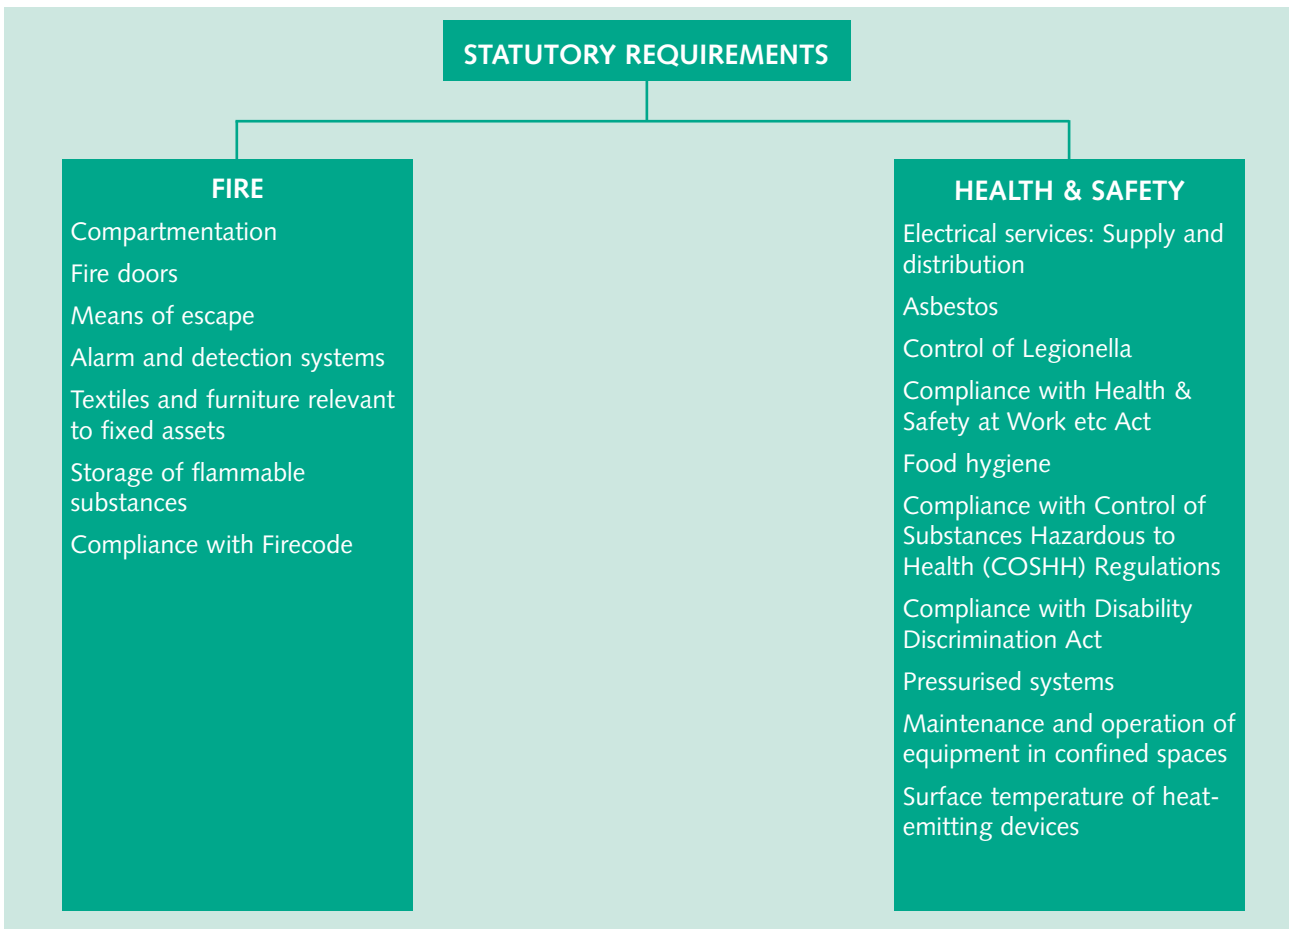 STATUTORY REQUIREMENTS
FIRE
Compartmentation
Fire doors
Means of escape
Alarm and detection systems
Textiles and furniture relevant
to fixed assets
Storage of flammable
substances
Compliance with Firecode
HEALTH & SAFETY
Electrical services: Supply and
distribution
Asbestos
Control of Legionella
Compliance with Health &
Safety at Work etc Act
Food hygiene
Compliance with Control of
Substances Hazardous to
Health (COSHH) Regulations
Compliance with Disability
Discrimination Act
Pressurised systems
Maintenance and operation of
equipment in confined spaces
Surface temperature of heat-
emitting devices